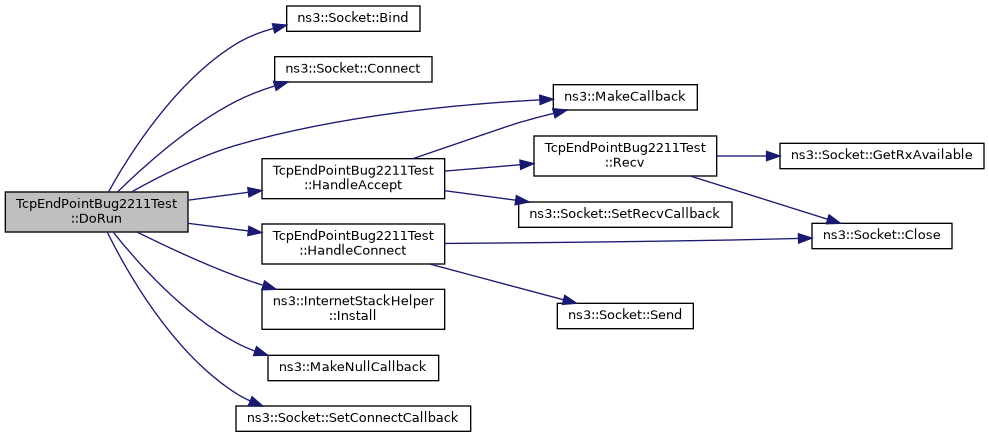 TcpEndPointBug2211Test
::DoRun
ns3::Socket::Bind
ns3::Socket::Connect
ns3::MakeCallback
TcpEndPointBug2211Test
::HandleAccept
TcpEndPointBug2211Test
::Recv
ns3::Socket::GetRxAvailable
ns3::Socket::SetRecvCallback
ns3::Socket::Close
TcpEndPointBug2211Test
::HandleConnect
ns3::Socket::Send
ns3::InternetStackHelper
::Install
ns3::MakeNullCallback
ns3::Socket::SetConnectCallback